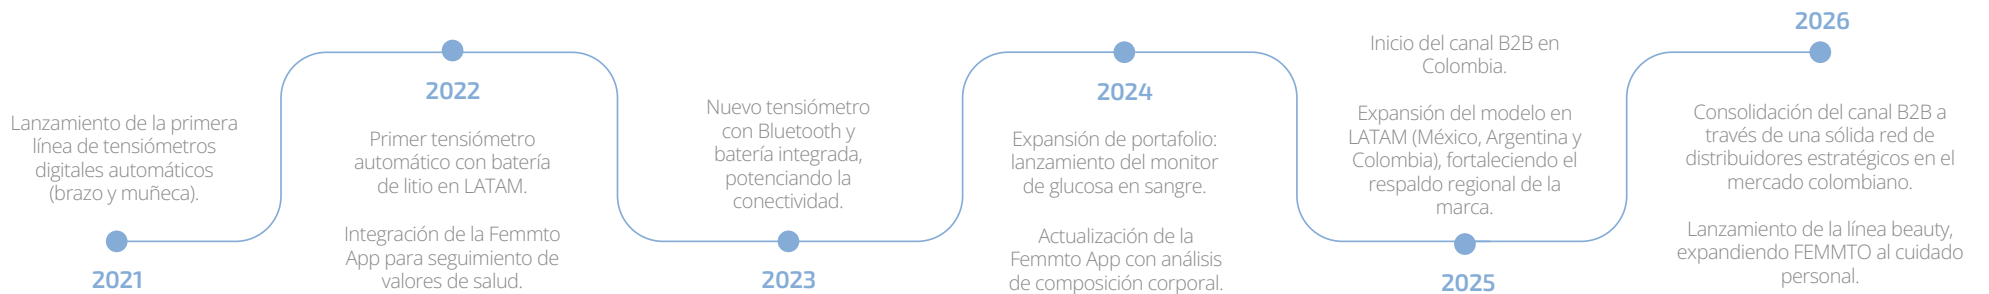 Lanzamiento de la primera
línea de tensiómetros
digitales automáticos
(brazo y muñeca).
2021
2022
Primer tensiómetro
automático con batería
de litio en LATAM.
Integración de la Femmto
App para seguimiento de
valores de salud.
Nuevo tensiómetro
con Bluetooth y
batería integrada,
potenciando la
conectividad.
2023
2024
Expansión de portafolio:
lanzamiento del monitor
de glucosa en sangre.
Actualización de la
Femmto App con análisis
de composición corporal.
Inicio del canal B2B en
Colombia.
Expansión del modelo en
LATAM (México, Argentina y
Colombia), fortaleciendo el
respaldo regional de la
marca.
2025
2026
Consolidación del canal B2B a
través de una sólida red de
distribuidores estratégicos en el
mercado colombiano.
Lanzamiento de la línea beauty,
expandiendo FEMMTO al cuidado
personal.